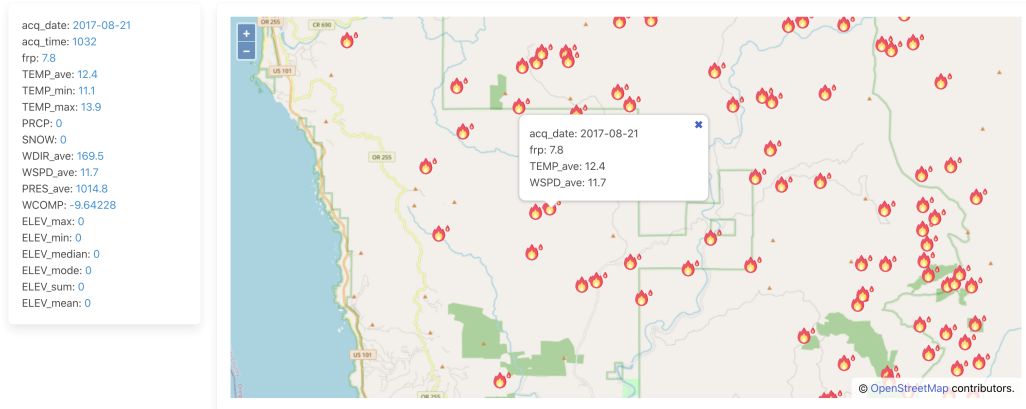 acq_date: 2017-08-21
acq_time: 1032
frp: 7.8
TEMP_ave: 12.4
TEMP_min: 11.1
TEMP_max: 13.9
PRCP: 0
SNOW: 0
WDIR_ave: 169.5
WSPD_ave: 11.7
PRES_ave: 1014.8
WCOMP: -9.64228
ELEV_max: 0
ELEV_min: 0
ELEV_median: 0
ELEV_mode: 0
ELEV_sum: 0
ELEV_mean: 0
+
−
OR 255
CR 690
US 101
OR 255
acq_date: 2017-08-21
frp: 7.8
TEMP_ave: 12.4
WSPD_ave: 11.7
US 101
OR 255
© OpenStreetMap contributors.